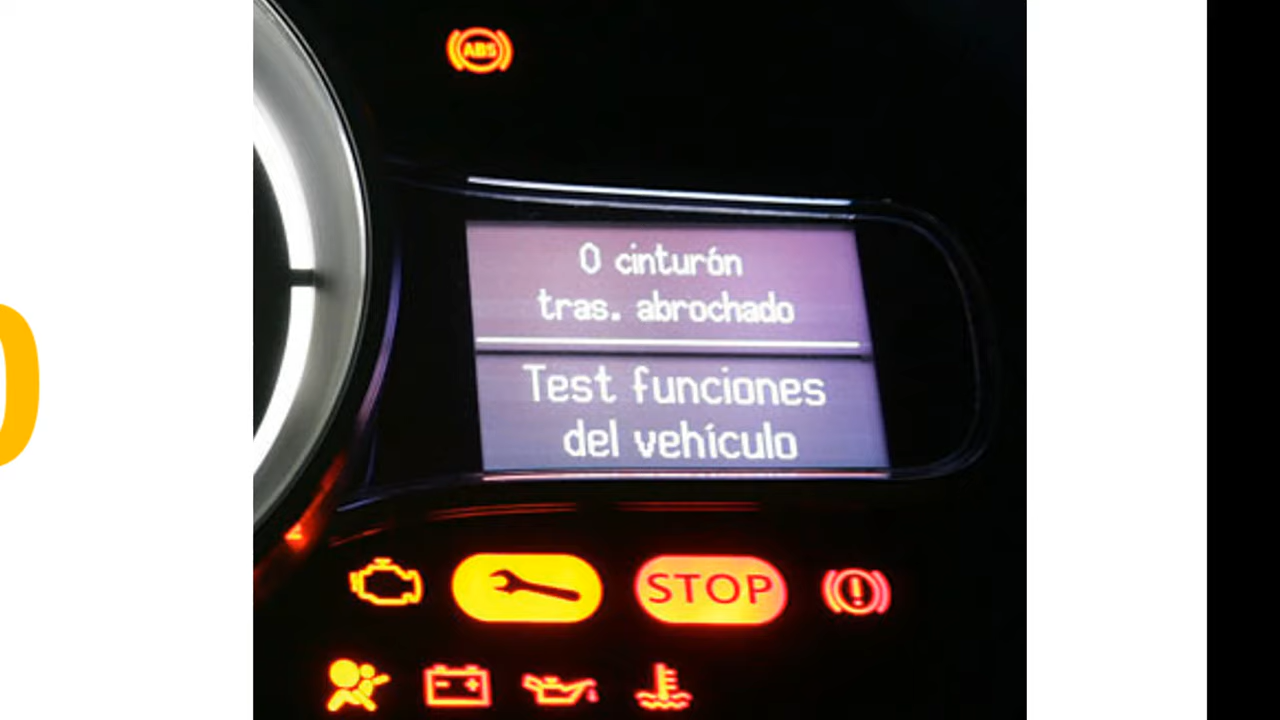 ABS
0 cinturón
tras. abrochado
Test funciones
del vehículo
STOP